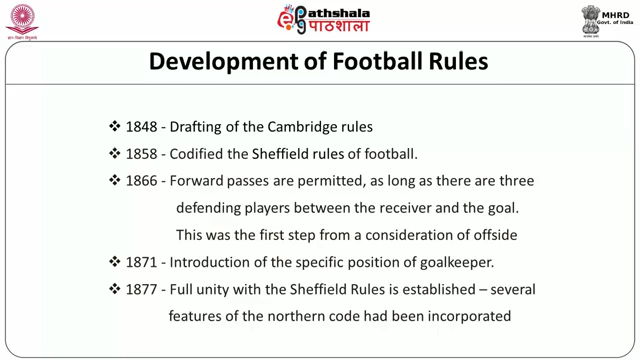 ePathshala
पाठशाला
MHRD
Govt. of India
Development of Football Rules
❖ 1848 - Drafting of the Cambridge rules
❖ 1858 - Codified the Sheffield rules of football.
❖ 1866 - Forward passes are permitted, as long as there are three
defending players between the receiver and the goal.
This was the first step from a consideration of offside
❖ 1871 - Introduction of the specific position of goalkeeper.
❖ 1877 - Full unity with the Sheffield Rules is established – several
features of the northern code had been incorporated